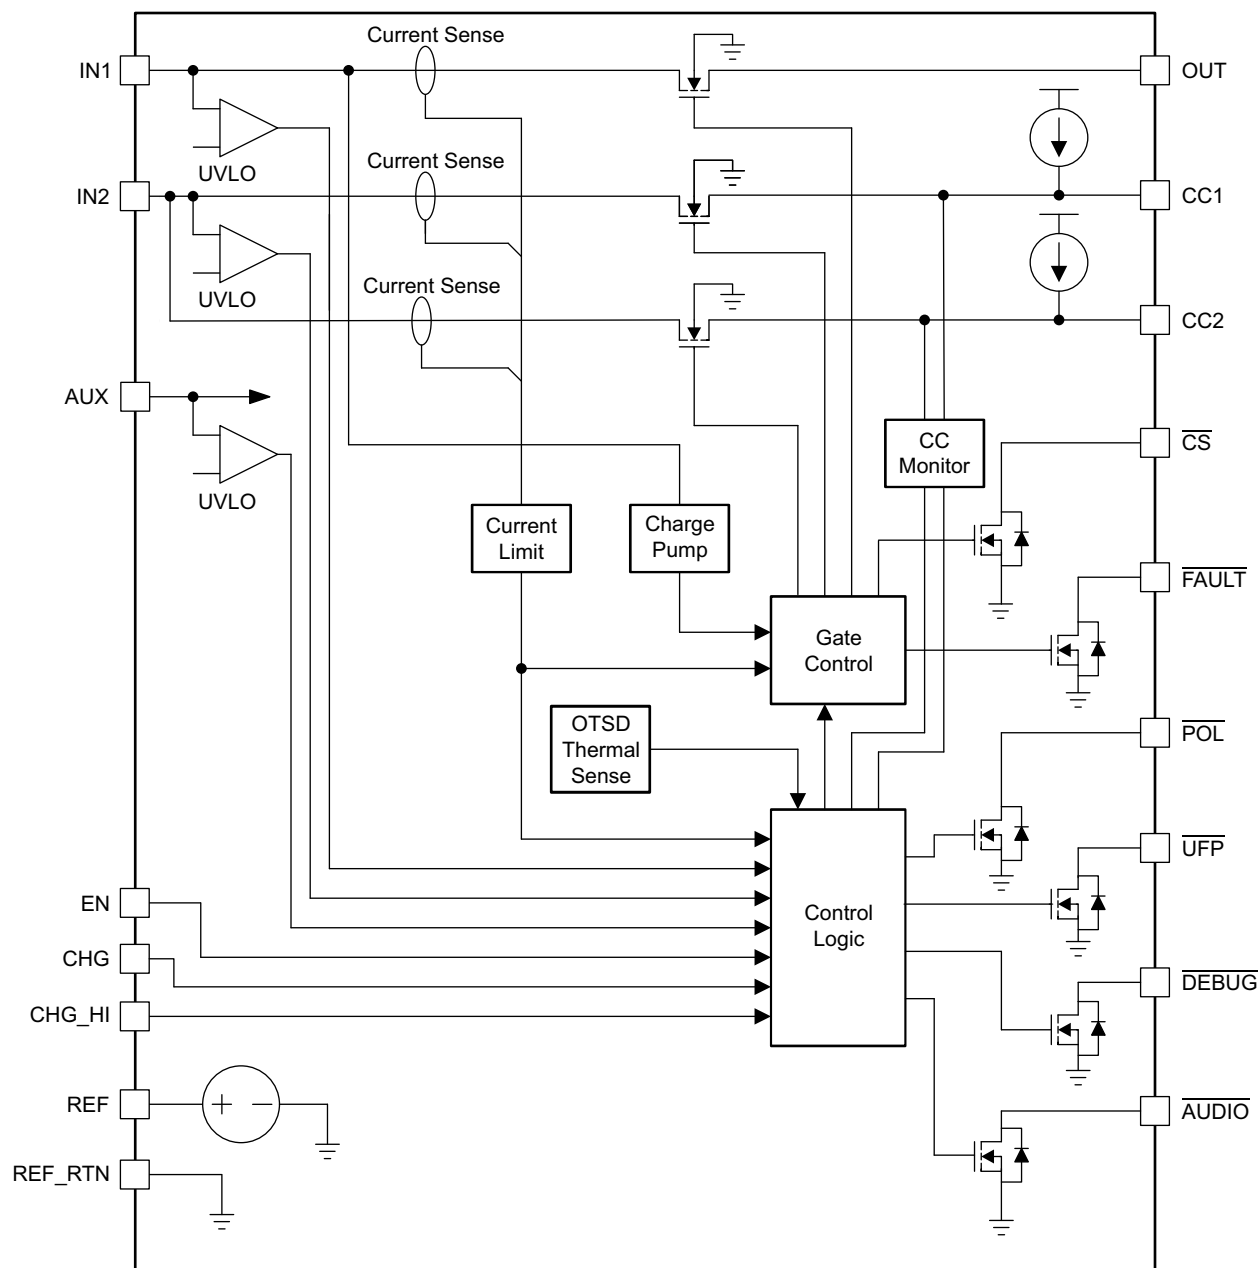 Current Sense
IN1
OUT
UVLO
Current Sense
IN2
CC1
UVLO
Current Sense
CC2
AUX
UVLO
CC
Monitor
CS
Current
Limit
Charge
Pump
FAULT
Gate
Control
OTSD
Thermal
Sense
POL
UFP
EN
Control
Logic
CHG
DEBUG
CHG_HI
REF
+ −
AUDIO
REF_RTN